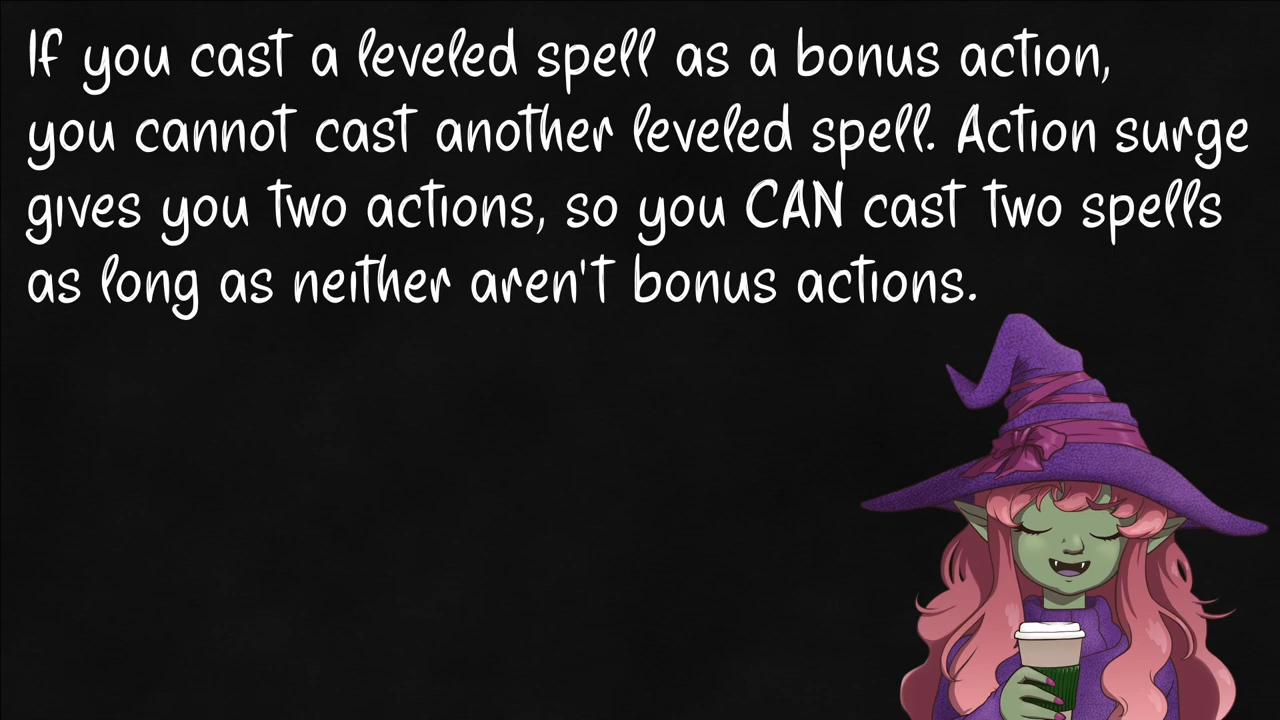 If you cast a leveled spell as a bonus action,
you cannot cast another leveled spell. Action surge
gives you two actions, so you CAN cast two spells
as long as neither aren't bonus actions.